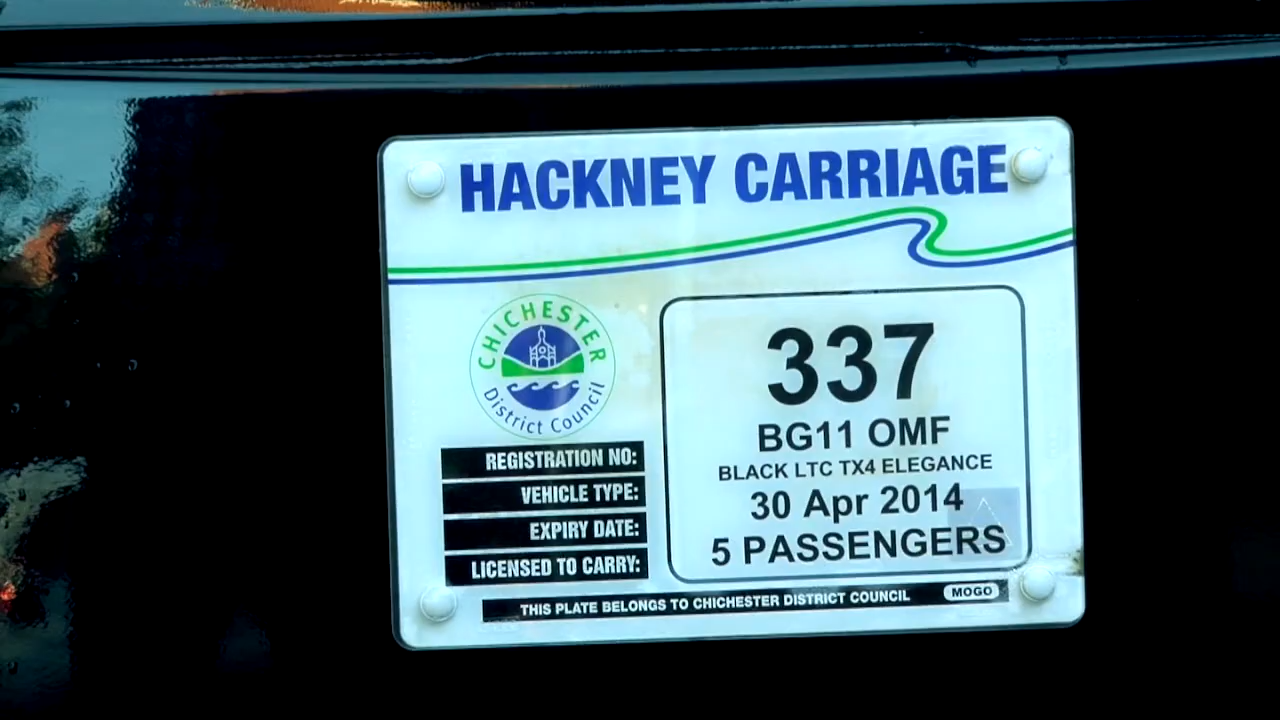 HACKNEY CARRIAGE
CHICHESTER
District Council
337
REGISTRATION NO: BG11 OMF
VEHICLE TYPE: BLACK LTC TX4 ELEGANCE
EXPIRY DATE: 30 Apr 2014
LICENSED TO CARRY: 5 PASSENGERS
THIS PLATE BELONGS TO CHICHESTER DISTRICT COUNCIL MOGO